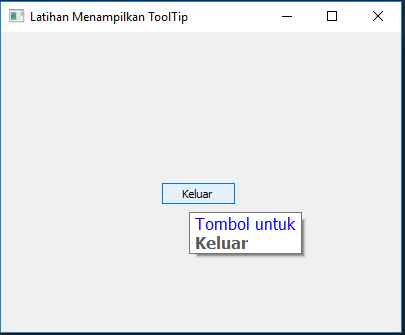 Latihan Menampilkan ToolTip
Keluar
Tombol untuk
Keluar